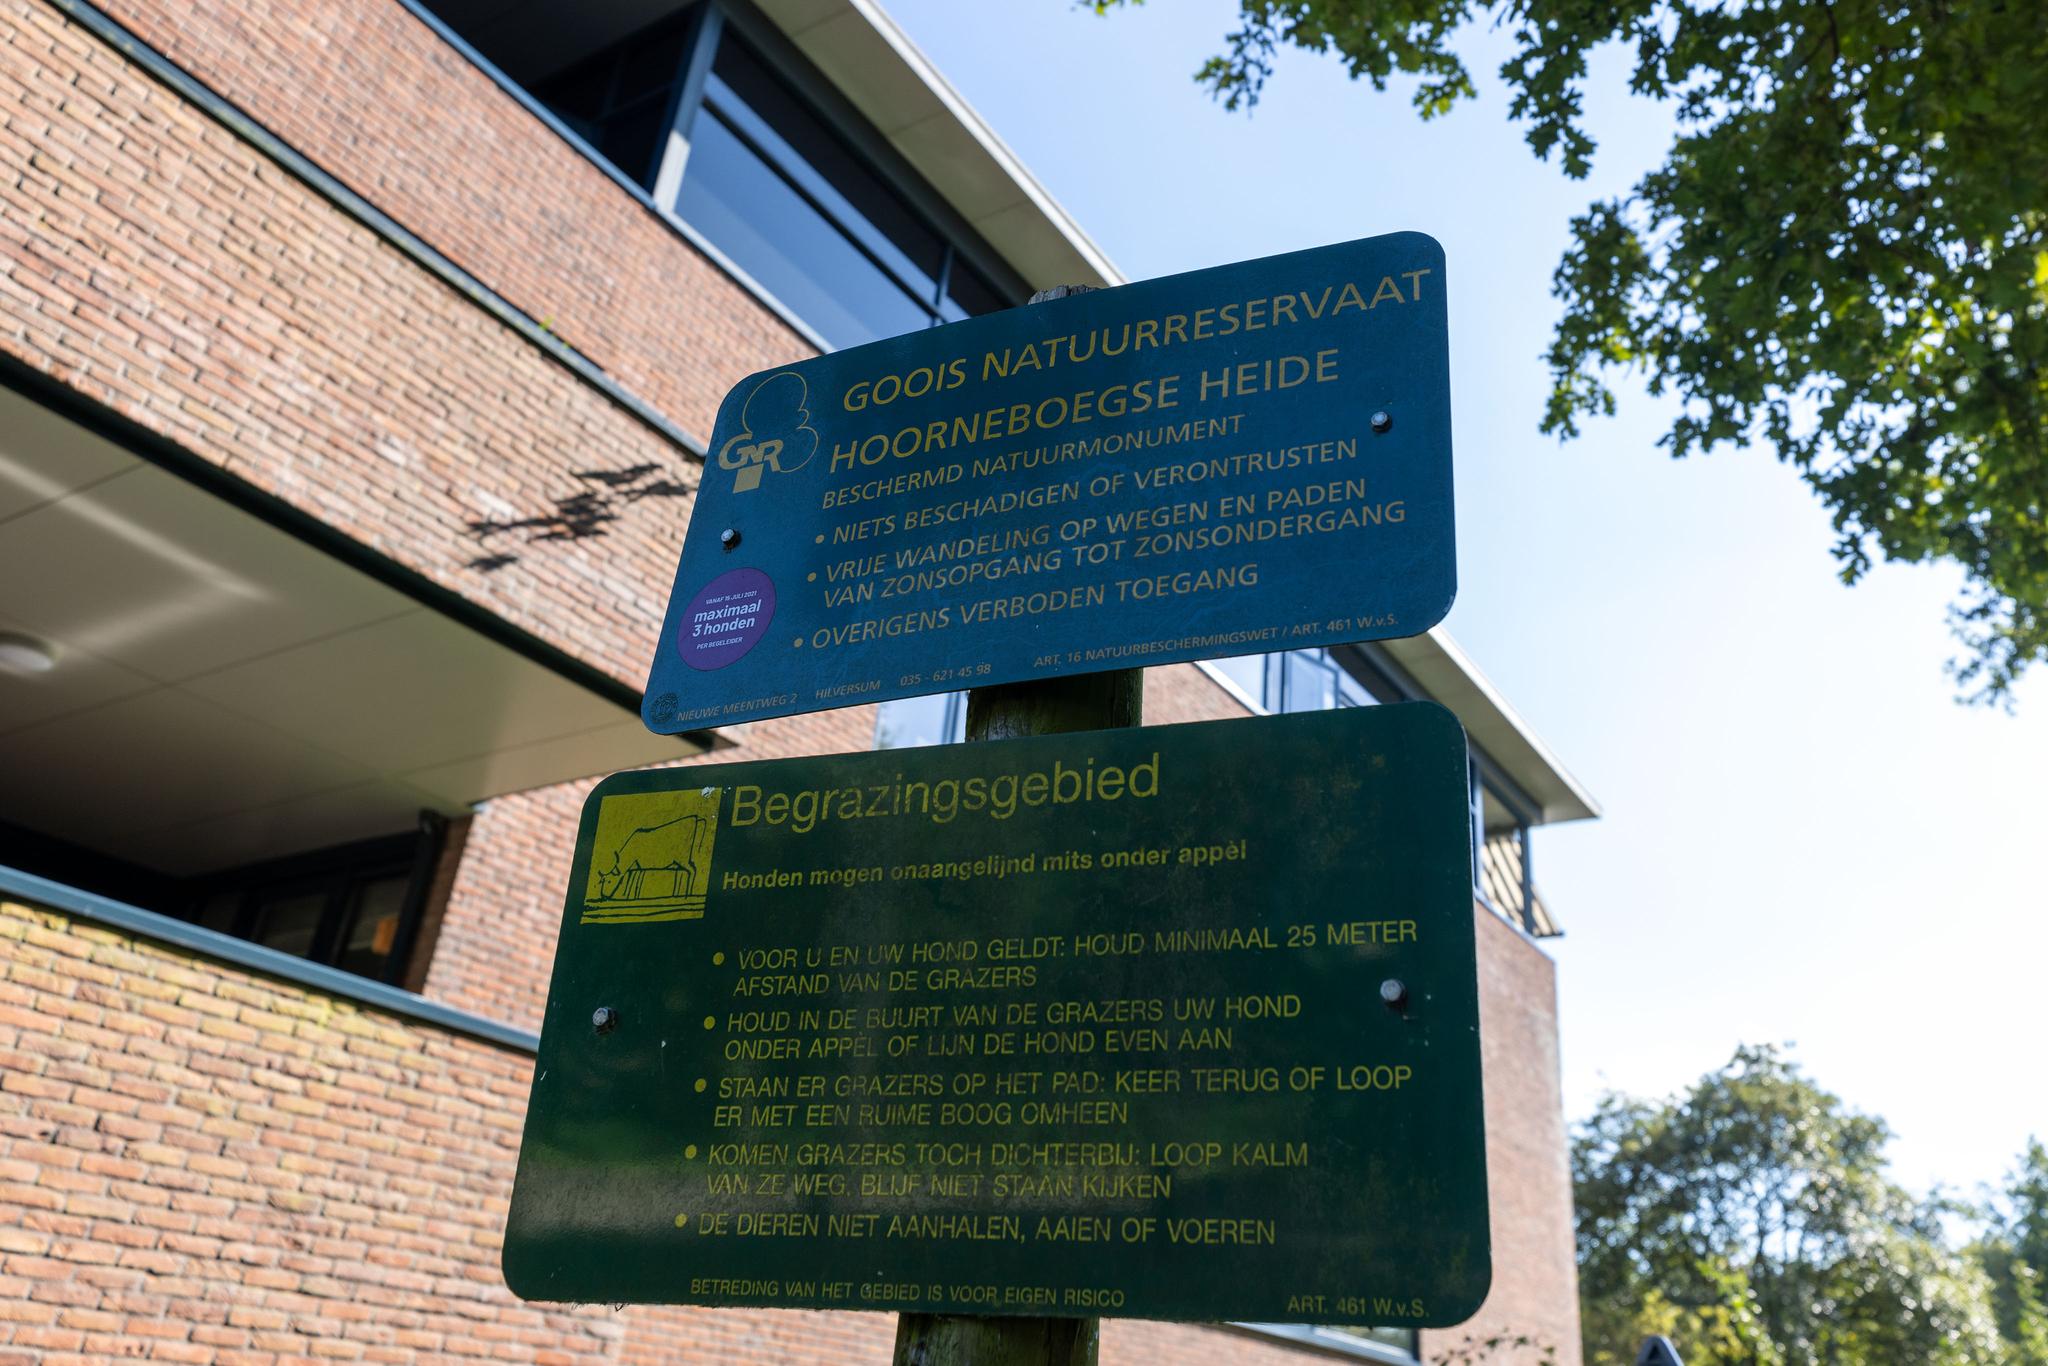 GOOIS NATUURRESERVAAT
HOORNEBOEGSE HEIDE
BESCHERMD NATUURMONUMENT
• NIETS BESCHADIGEN OF VERONTRUSTEN
• VRIJE WANDELING OP WEGEN EN PADEN
VAN ZONSOPGANG TOT ZONSONDERGANG
• OVERIGENS VERBODEN TOEGANG
GNR
VANAF 15 JULI 2021
maximaal
3 honden
PER BEGELEIDER
NIEUWE MEENTWEG 2 HILVERSUM 035 - 621 45 98 ART. 16 NATUURBESCHERMINGSWET / ART. 461 W.v.S.
Begrazingsgebied
Honden mogen onaangelijnd mits onder appèl
• VOOR U EN UW HOND GELDT: HOUD MINIMAAL 25 METER
AFSTAND VAN DE GRAZERS
• HOUD IN DE BUURT VAN DE GRAZERS UW HOND
ONDER APPÈL OF LIJN DE HOND EVEN AAN
• STAAN ER GRAZERS OP HET PAD: KEER TERUG OF LOOP
ER MET EEN RUIME BOOG OMHEEN
• KOMEN GRAZERS TOCH DICHTERBIJ: LOOP KALM
VAN ZE WEG. BLIJF NIET STAAN KIJKEN
• DE DIEREN NIET AANHALEN, AAIEN OF VOEREN
BETREDING VAN HET GEBIED IS VOOR EIGEN RISICO
ART. 461 W.v.S.